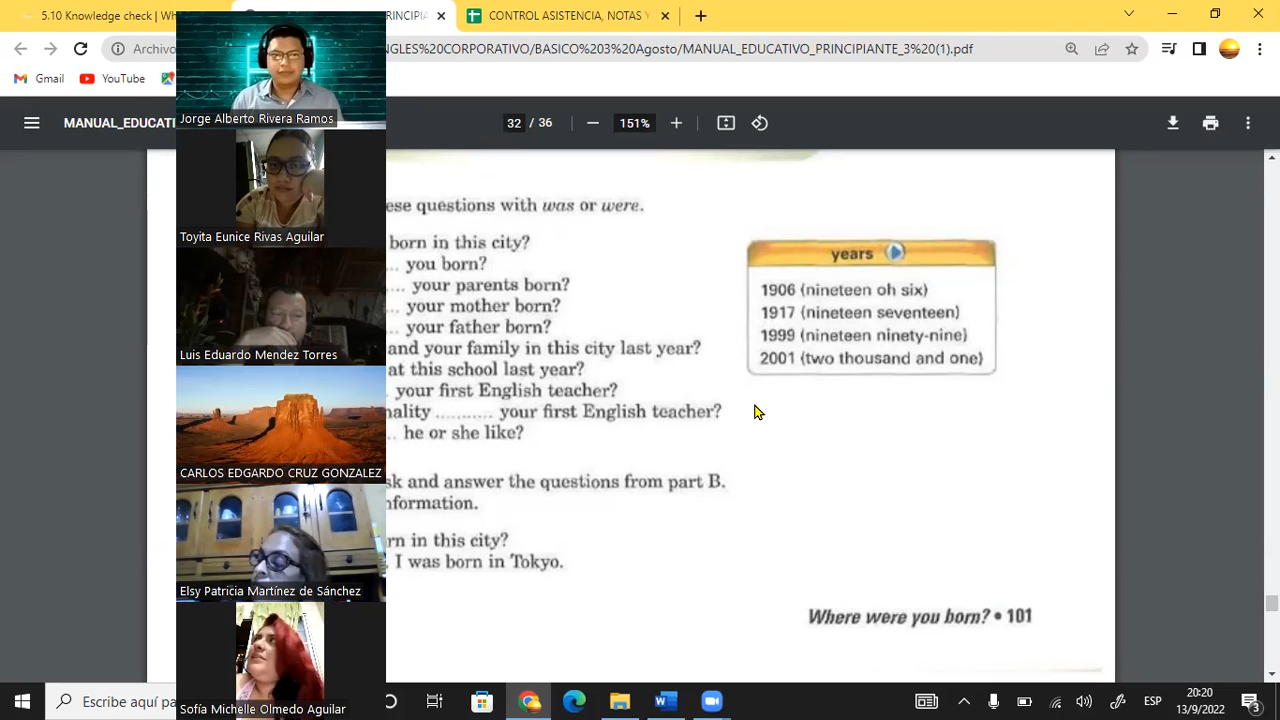 5.10 Knowledgecheck | W
RINCIPIA
CONTROL ASISTENCIA, NOTAS Y
Archivo
NGLES%20CORPORATIVO/BASICO%203%20Agosto/MANUAL_EDUCATIVO_PRINCIPIANTE_3%20(1).pdf
Gmail
YouTube
MANUAL_EDUCATI
32 / 36
151%
ese questions with was or were.
born in this city?
you born?
your parents born?
your mother born?
your father born?
and your family in this city last year?
at this school last year?
your first English teacher?
nality .......... your first English teacher?
he or she like?
years
1906 (nineteen oh six)
1917 (nineteen seventeen)
1999 (nineteen ninety-nine)
2001 (two thousand and one)
sk and answer the questions from part B.
nformation.
rn in this city?
I was born in Tokyo.
Where were you born? • 101
Jorge Alberto Rivera Ramos
Toyita Eunice Rivas Aguilar
Luis Eduardo Mendez Torres
CARLOS EDGARDO CRUZ GONZALEZ
Elsy Patricia Martínez de Sánchez
Sofía Michelle Olmedo Aguilar
Escribe aquí pa
ESP
20:20
13/9/2022